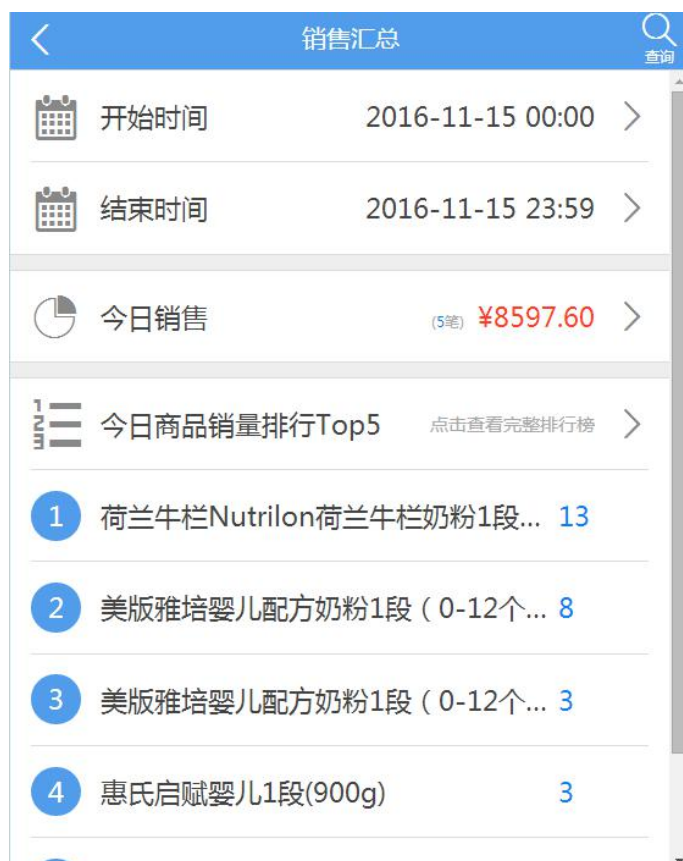 销售汇总
查询
开始时间 2016-11-15 00:00
结束时间 2016-11-15 23:59
今日销售 (5笔) ¥8597.60
今日商品销量排行Top5 点击查看完整排行榜
1 荷兰牛栏Nutrilon荷兰牛栏奶粉1段... 13
2 美版雅培婴儿配方奶粉1段（0-12个... 8
3 美版雅培婴儿配方奶粉1段（0-12个... 3
4 惠氏启赋婴儿1段(900g) 3